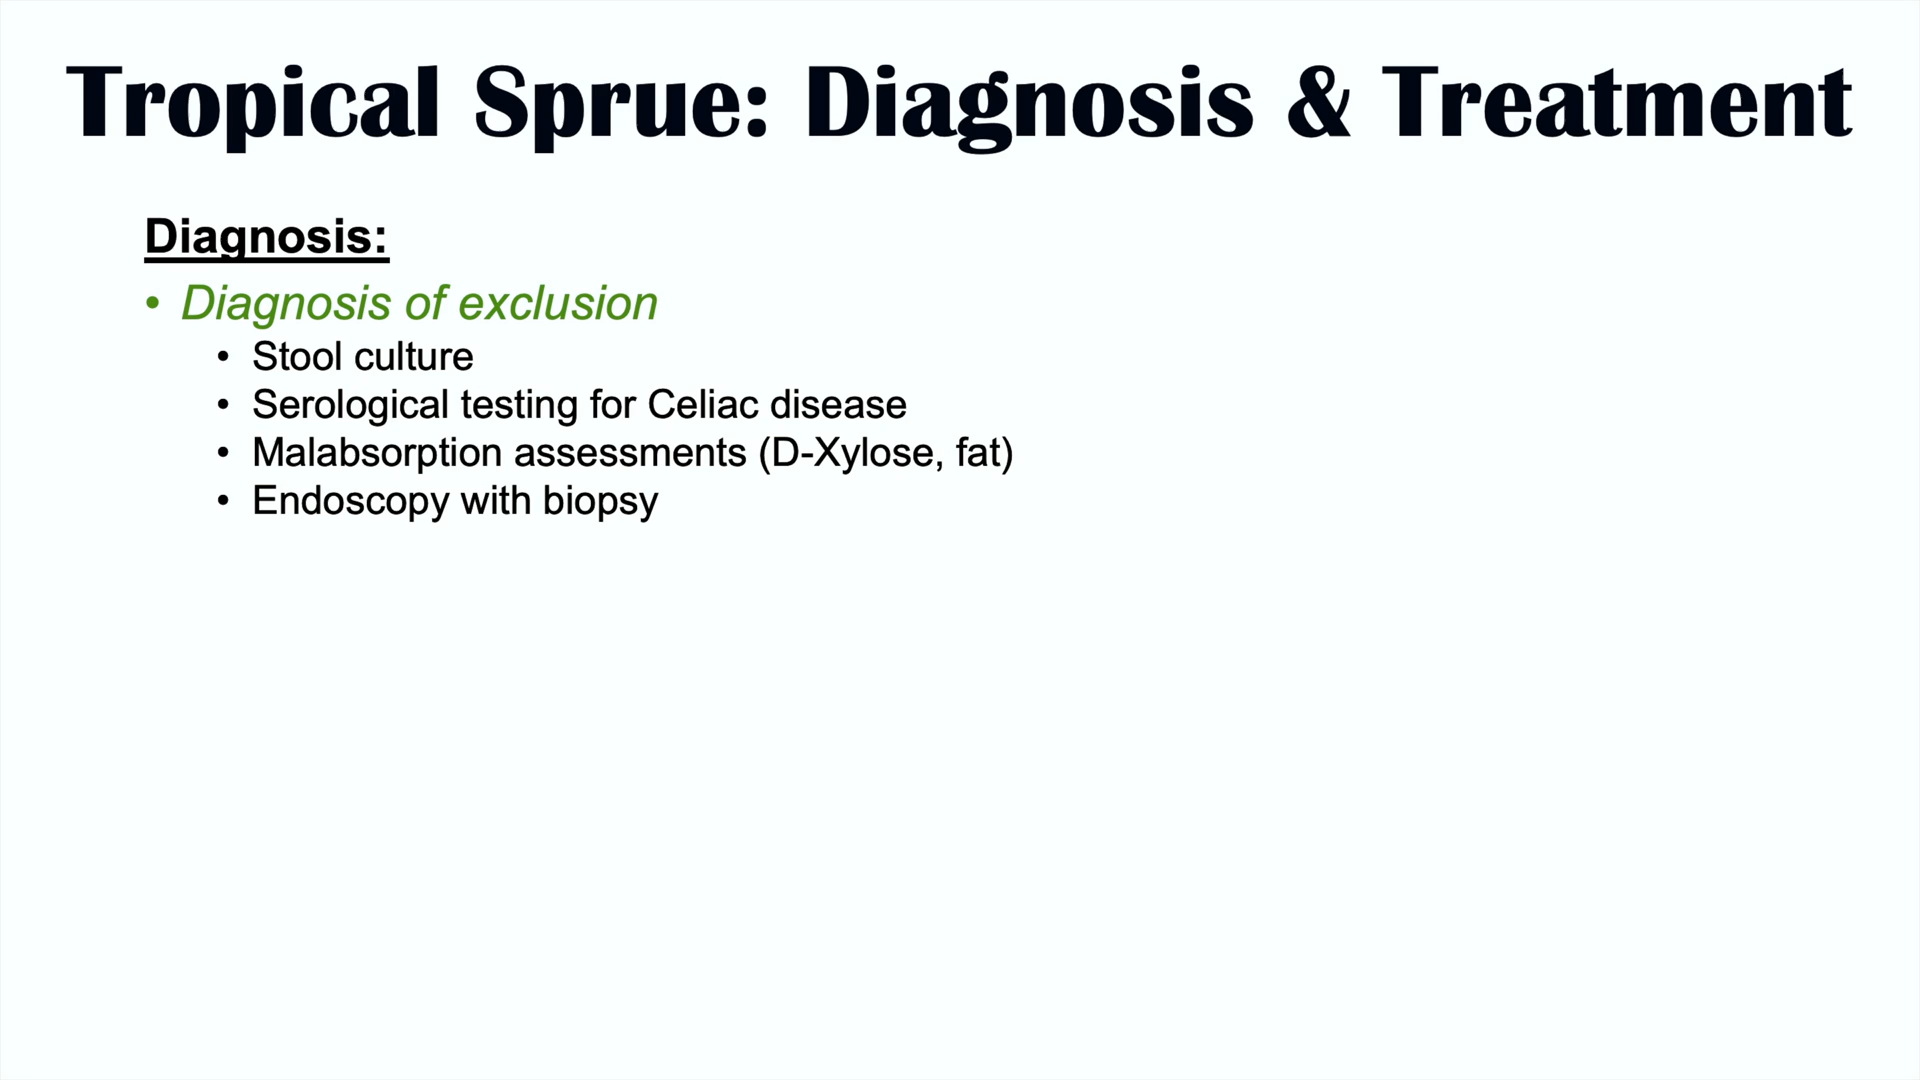 Tropical Sprue: Diagnosis & Treatment
Diagnosis:
• Diagnosis of exclusion
• Stool culture
• Serological testing for Celiac disease
• Malabsorption assessments (D-Xylose, fat)
• Endoscopy with biopsy